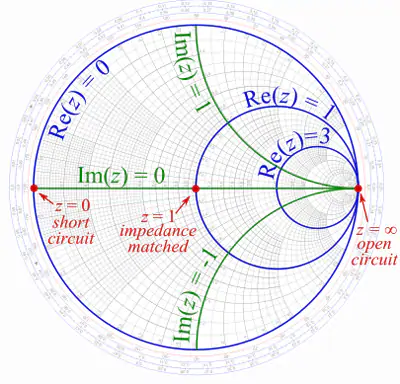 Im(z) = 1
Re(z) = 0
Re(z) = 1
Re(z)=3
Im(z) = 0
z = 0
short
circuit
z = 1
impedance
matched
z = ∞
open
circuit
Im(z) = -1